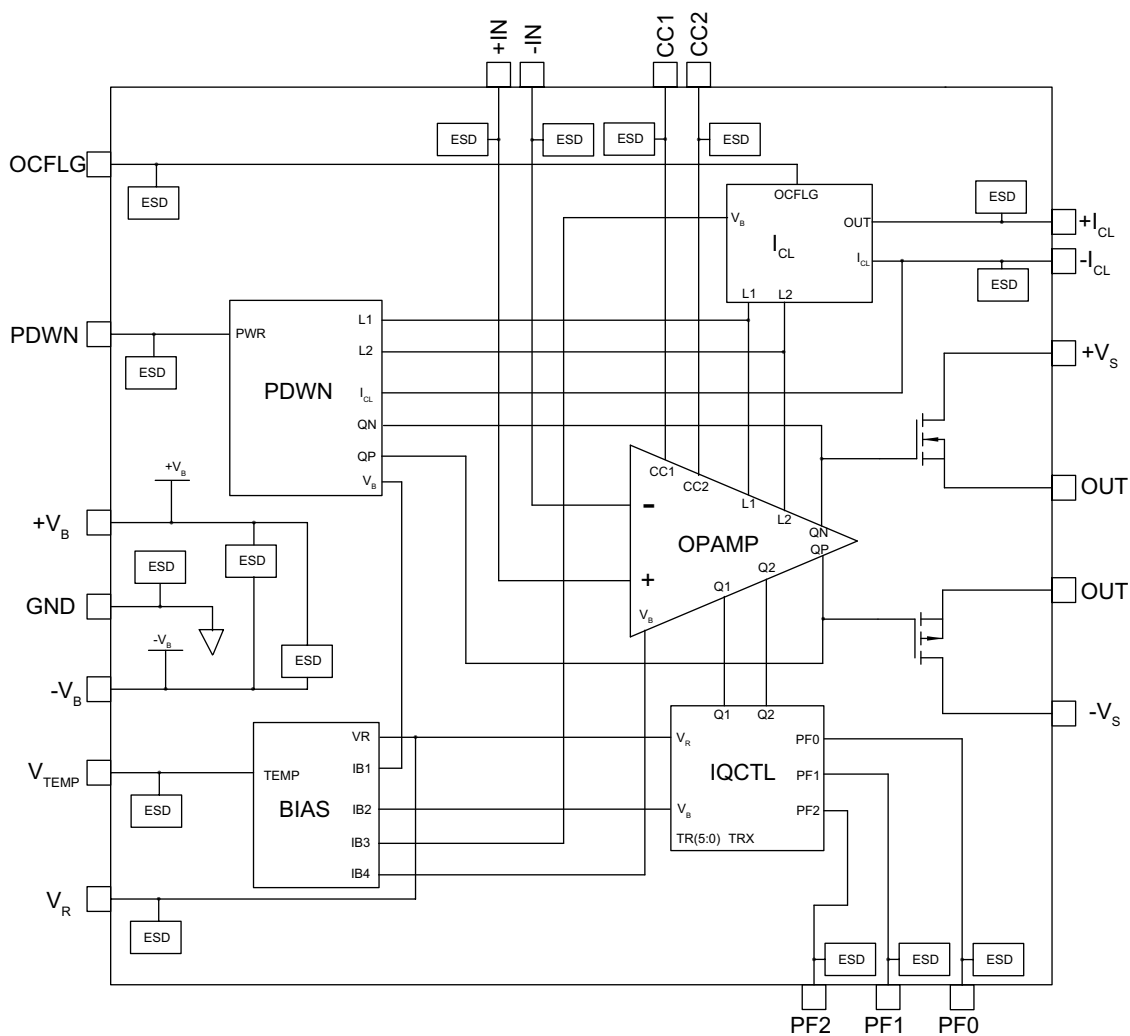 +IN
-IN
CC1
CC2
ESD
ESD
ESD
ESD
OCFLG
ESD
OCFLG
V_B
OUT
I_CL
I_CL
L1
L2
ESD
+I_CL
-I_CL
ESD
PDWN
ESD
PWR
L1
L2
PDWN
I_CL
QN
QP
V_B
+V_S
OUT
CC1
CC2
L1
L2
-
OPAMP
QN
QP
+
V_B
Q1
Q2
OUT
-V_S
+V_B
+V_B
ESD
ESD
GND
-V_B
ESD
-V_B
V_TEMP
ESD
TEMP
BIAS
VR
IB1
IB2
IB3
IB4
Q1
Q2
V_R
IQCTL
V_B
PF0
PF1
PF2
TR(5:0)  TRX
V_R
ESD
ESD
ESD
ESD
PF2
PF1
PF0